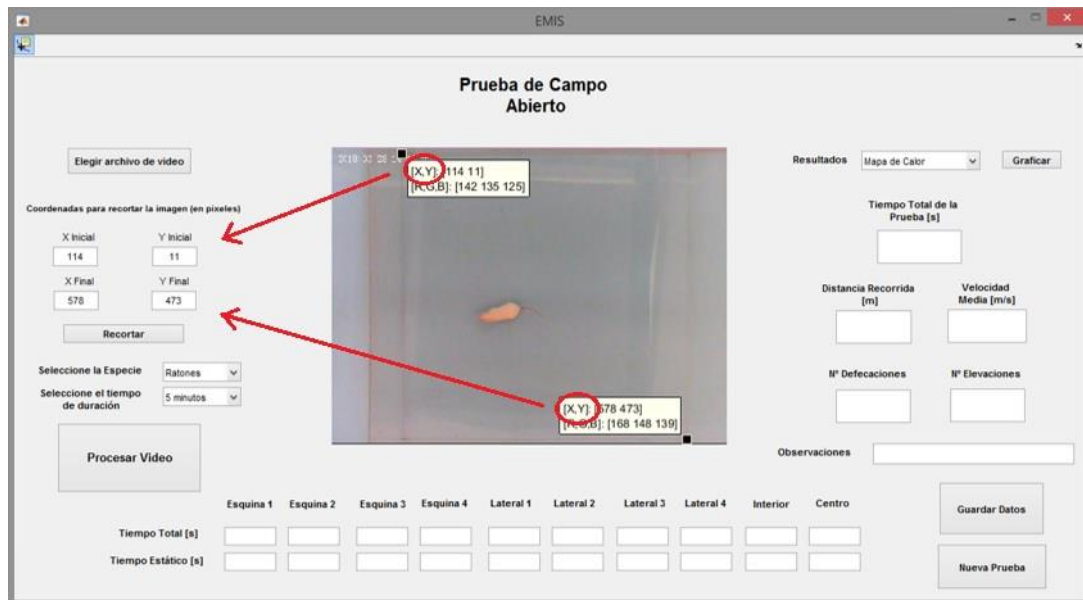 EMIS
Prueba de Campo
Abierto
Elegir archivo de video
Coordenadas para recortar la imagen (en pixeles)
X Inicial
Y Inicial
114
11
X Final
Y Final
578
473
Recortar
Seleccione la Especie
Ratones
Seleccione el tiempo
de duración
5 minutos
Procesar Video
[X,Y]: [114 11]
[R,G,B]: [142 135 125]
[X,Y]: [578 473]
[R,G,B]: [168 148 139]
Resultados
Mapa de Calor
Graficar
Tiempo Total de la
Prueba [s]
Distancia Recorrida
[m]
Velocidad
Media [m/s]
Nº Defecaciones
Nº Elevaciones
Observaciones
Esquina 1 Esquina 2 Esquina 3 Esquina 4 Lateral 1 Lateral 2 Lateral 3 Lateral 4 Interior Centro
Tiempo Total [s]
Tiempo Estático [s]
Guardar Datos
Nueva Prueba